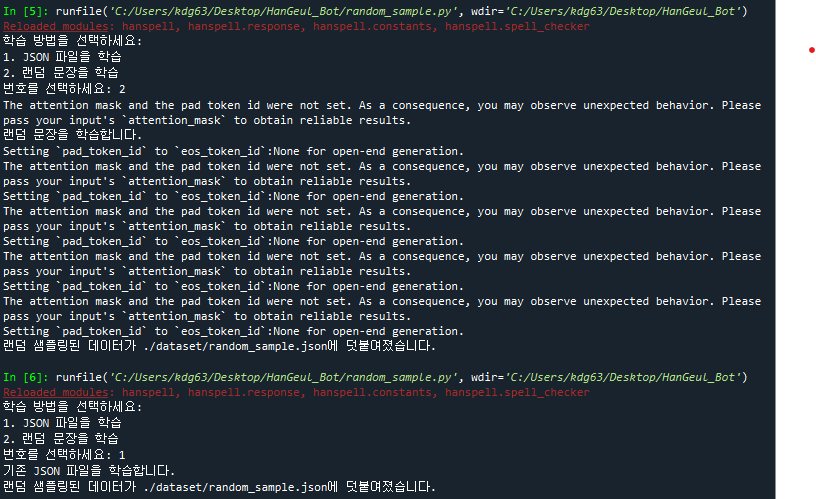 In [5]: runfile('C:/Users/kdg63/Desktop/HanGeul_Bot/random_sample.py', wdir='C:/Users/kdg63/Desktop/HanGeul_Bot')
Reloaded modules: hanspell, hanspell.response, hanspell.constants, hanspell.spell_checker
학습 방법을 선택하세요:
1. JSON 파일을 학습
2. 랜덤 문장을 학습
번호를 선택하세요: 2
The attention mask and the pad token id were not set. As a consequence, you may observe unexpected behavior. Please
pass your input's `attention_mask` to obtain reliable results.
랜덤 문장을 학습합니다.
Setting `pad_token_id` to `eos_token_id`:None for open-end generation.
The attention mask and the pad token id were not set. As a consequence, you may observe unexpected behavior. Please
pass your input's `attention_mask` to obtain reliable results.
Setting `pad_token_id` to `eos_token_id`:None for open-end generation.
The attention mask and the pad token id were not set. As a consequence, you may observe unexpected behavior. Please
pass your input's `attention_mask` to obtain reliable results.
Setting `pad_token_id` to `eos_token_id`:None for open-end generation.
The attention mask and the pad token id were not set. As a consequence, you may observe unexpected behavior. Please
pass your input's `attention_mask` to obtain reliable results.
Setting `pad_token_id` to `eos_token_id`:None for open-end generation.
The attention mask and the pad token id were not set. As a consequence, you may observe unexpected behavior. Please
pass your input's `attention_mask` to obtain reliable results.
Setting `pad_token_id` to `eos_token_id`:None for open-end generation.
랜덤 샘플링된 데이터가 ./dataset/random_sample.json에 덧붙여졌습니다.
In [6]: runfile('C:/Users/kdg63/Desktop/HanGeul_Bot/random_sample.py', wdir='C:/Users/kdg63/Desktop/HanGeul_Bot')
Reloaded modules: hanspell, hanspell.response, hanspell.constants, hanspell.spell_checker
학습 방법을 선택하세요:
1. JSON 파일을 학습
2. 랜덤 문장을 학습
번호를 선택하세요: 1
기존 JSON 파일을 학습합니다.
랜덤 샘플링된 데이터가 ./dataset/random_sample.json에 덧붙여졌습니다.